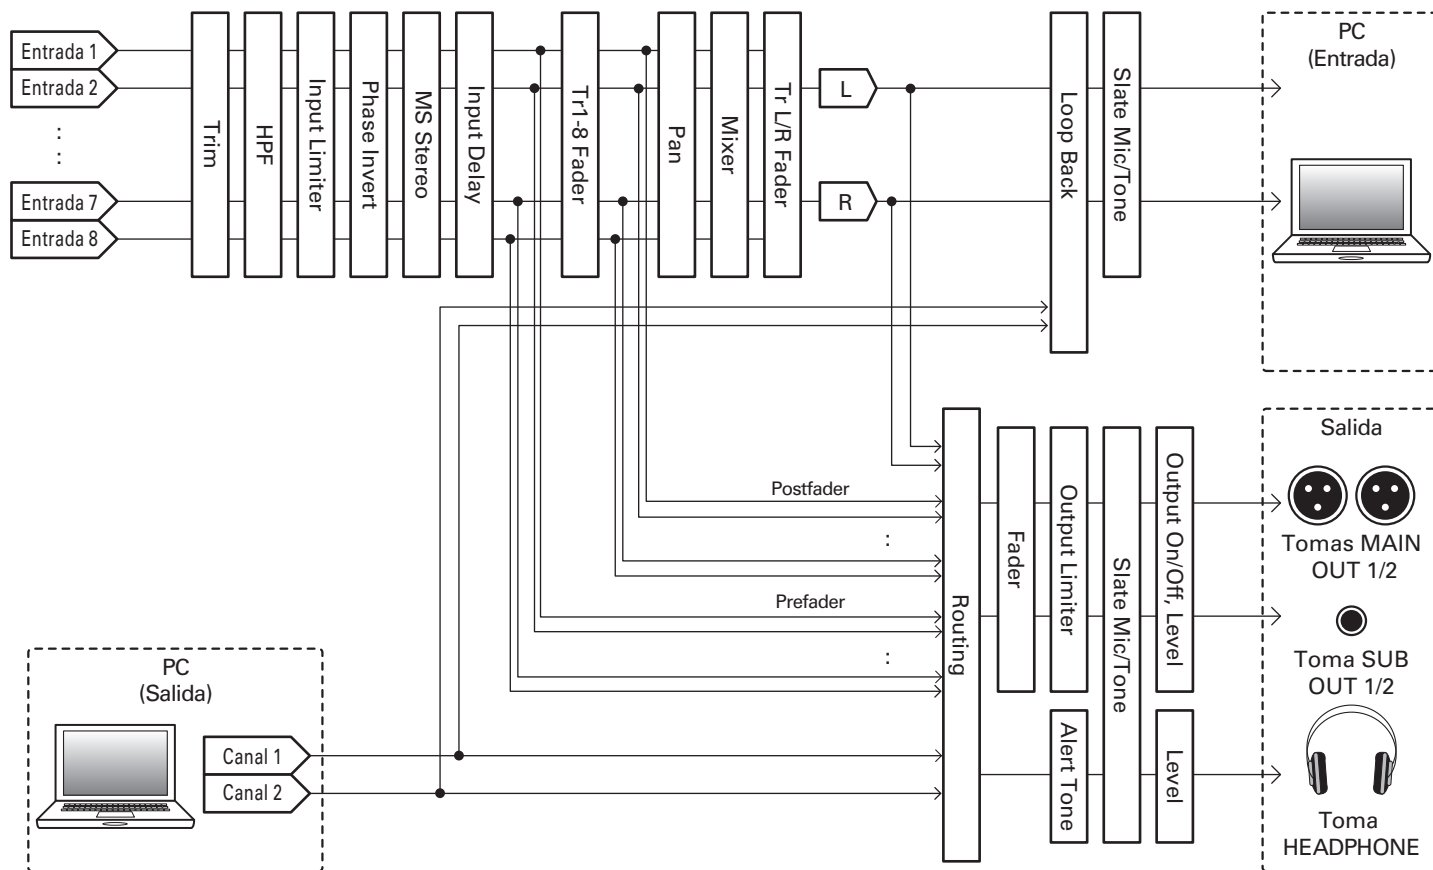 Entrada 1
Entrada 2
:
:
Entrada 7
Entrada 8
Trim
HPF
Input Limiter
Phase Invert
MS Stereo
Input Delay
Tr1-8 Fader
Pan
Mixer
Tr L/R Fader
L
R
Loop Back
Slate Mic/Tone
PC
(Entrada)
Postfader
:
Prefader
:
Routing
Fader
Output Limiter
Alert Tone
Slate Mic/Tone
Output On/Off, Level
Level
Salida
Tomas MAIN
OUT 1/2
Toma SUB
OUT 1/2
Toma
HEADPHONE
PC
(Salida)
Canal 1
Canal 2